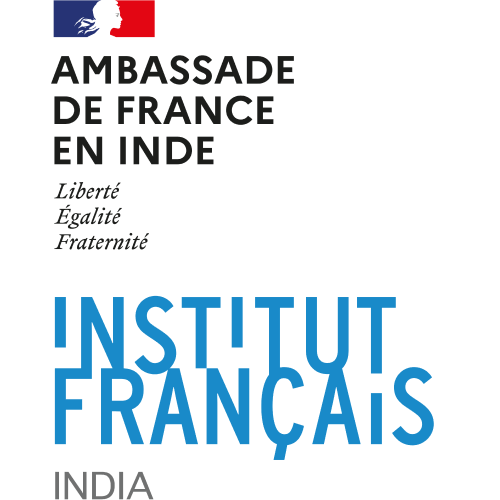 AMBASSADE
DE FRANCE
EN INDE
Liberté
Égalité
Fraternité
INSTITUT
FRANÇAiS
INDIA